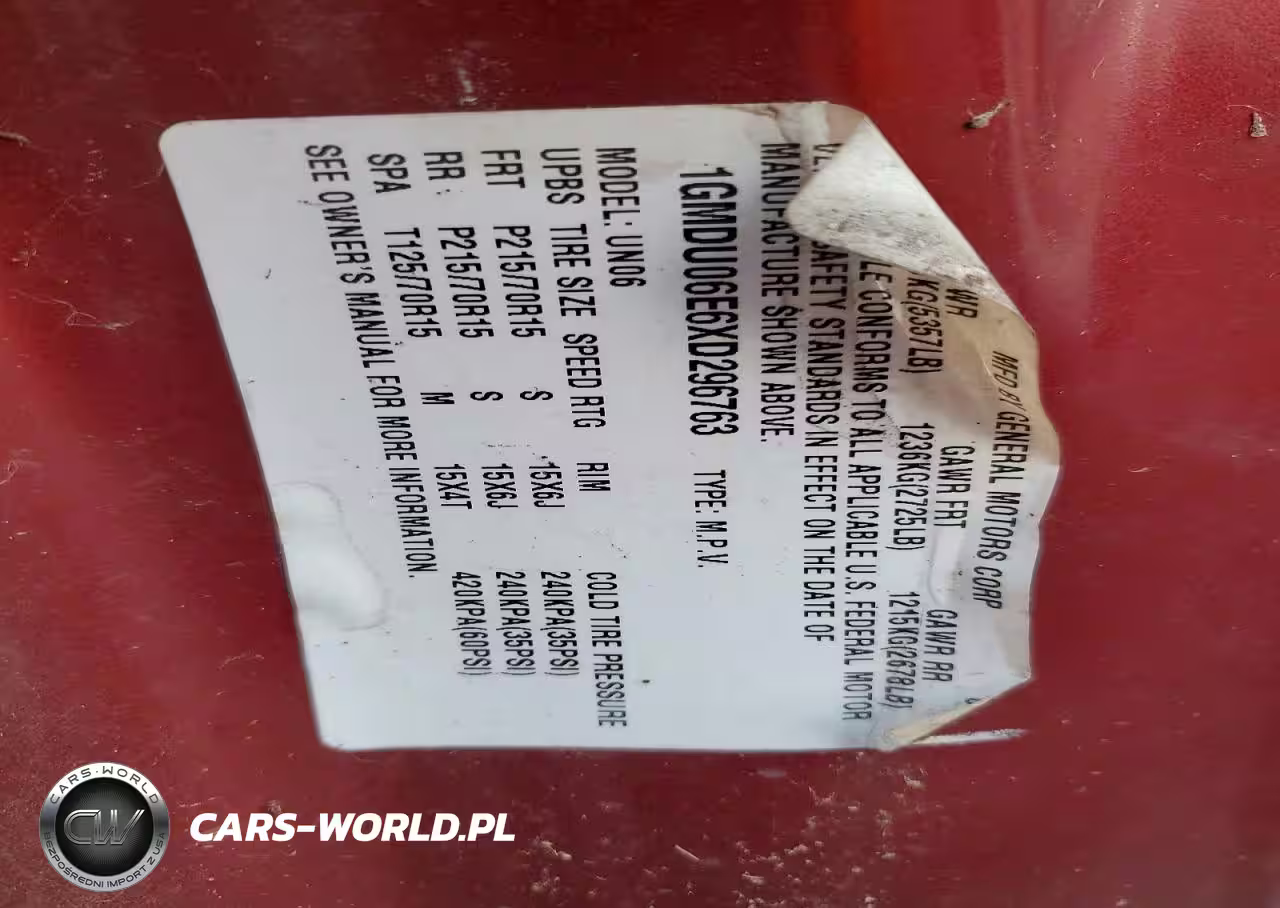 MFD BY GENERAL MOTORS CORP
WR GAWR FRT GAWR RR
KG(5357LB) 1236KG(2725LB) 1215KG(2678LB)
LE CONFORMS TO ALL APPLICABLE U.S. FEDERAL MOTOR
SAFETY STANDARDS IN EFFECT ON THE DATE OF
MANUFACTURE SHOWN ABOVE.
1GMDU06E6XD296763 TYPE: M.P.V.
MODEL: UN06
UPBS TIRE SIZE SPEED RTG RIM COLD TIRE PRESSURE
FRT P215/70R15 S 15X6J 240KPA(35PSI)
RR: P215/70R15 S 15X6J 240KPA(35PSI)
SPA T125/70R15 M 15X4T 420KPA(60PSI)
SEE OWNER'S MANUAL FOR MORE INFORMATION.
CARS-WORLD
CW
BEZPOŚREDNI IMPORT Z USA
CARS-WORLD.PL